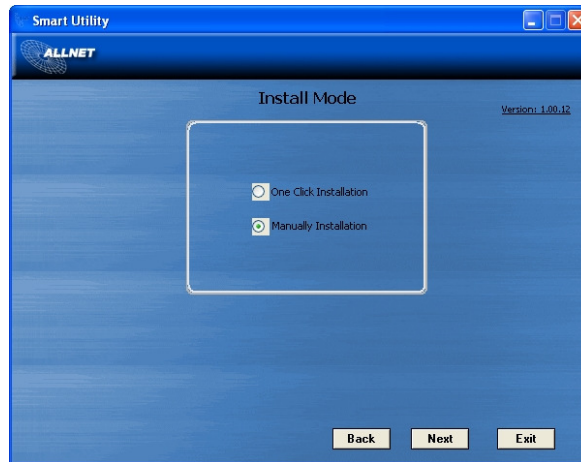 Smart Utility
ALLNET
Install Mode
Version: 1.00.12
One Click Installation
Manually Installation
Back Next Exit